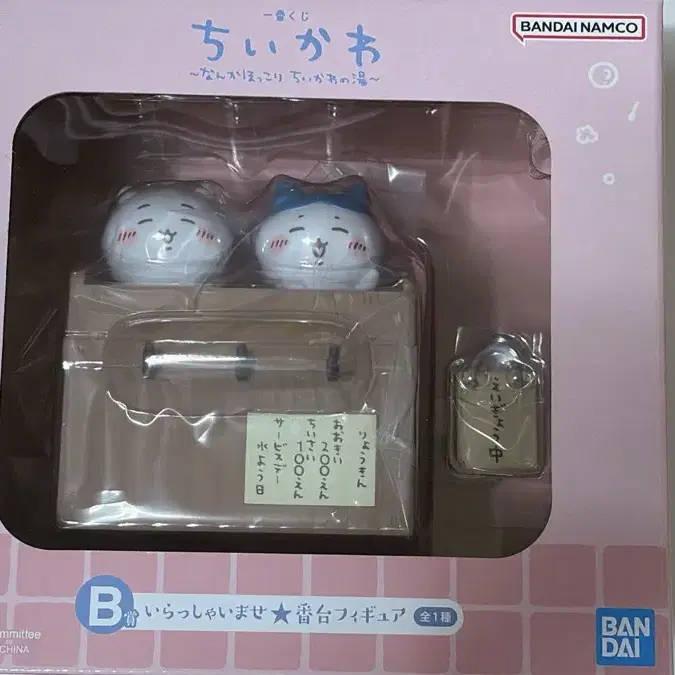 一番くじ
ちいかわ
～なんかほっこり ちいかわの湯～
BANDAI NAMCO
りょうきん
おおきい
200えん
ちいさい
100えん
サービスデー
水よう日
えいぎょう中
B賞 いらっしゃいませ★番台フィギュア 全1種
BAN
DAI
mmittee
CHINA